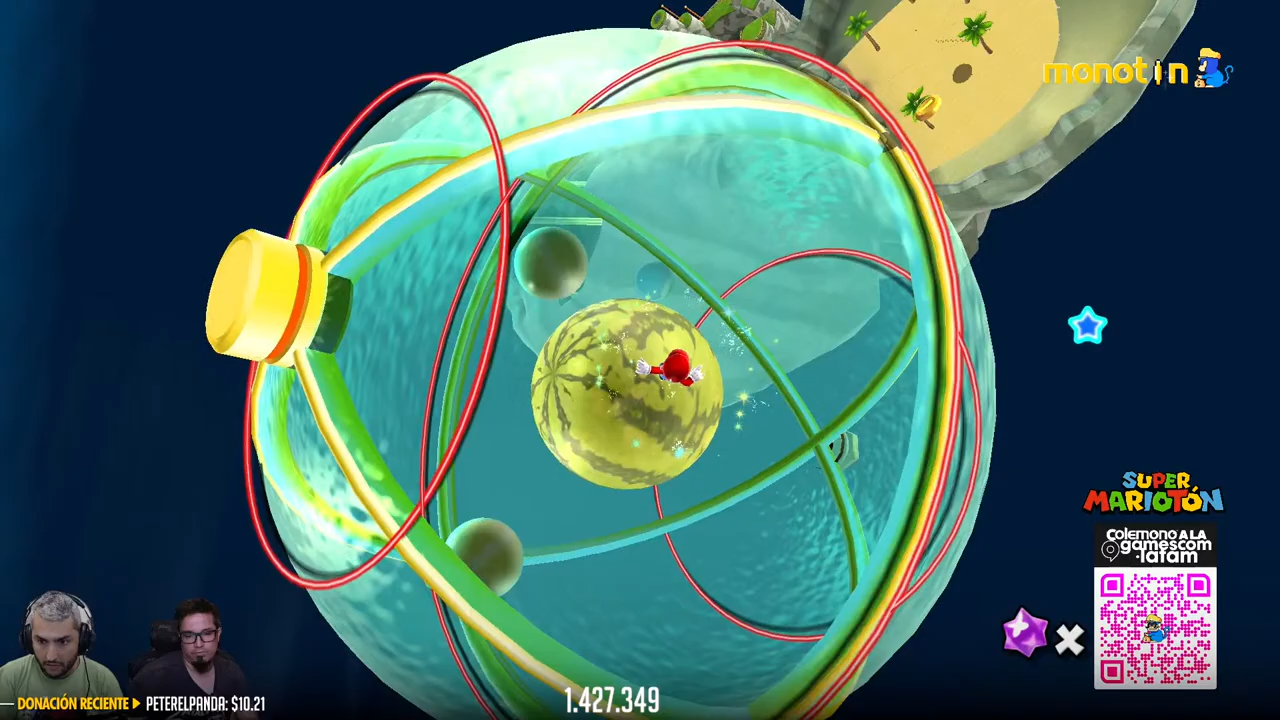 monotin
SUPER
MARIOTÓN
COLEMONO A LA
gamescom
latam
DONACIÓN RECIENTE PETERELPANDA: $10.21
1.427.349